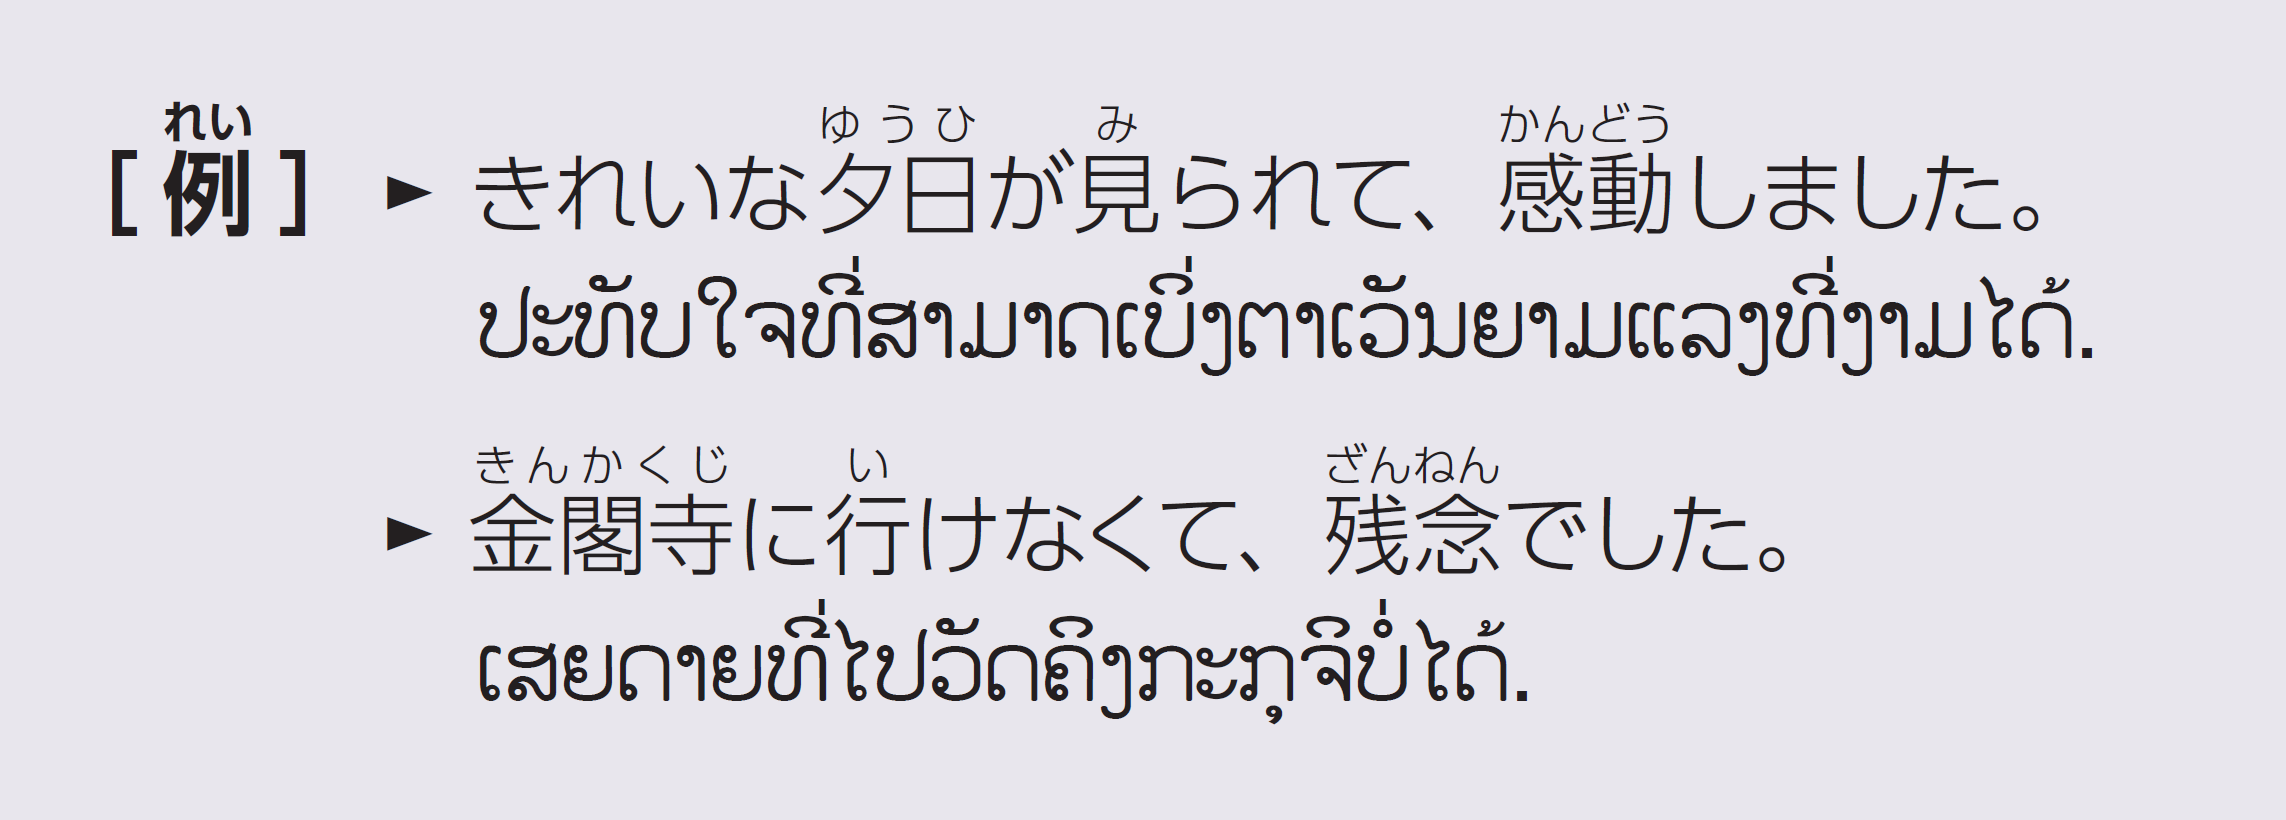 [例] ► きれいな夕日が見られて、感動しました。
れい ゆうひ み かんどう
ປະທັບໃຈທີ່ສາມາດເບິ່ງຕາເວັນຍາມແລງທີ່ງາມໄດ້.
きんかくじ い ざんねん
► 金閣寺に行けなくて、残念でした。
ເສຍດາຍທີ່ໄປວັດຄິງກະກຸຈິບໍ່ໄດ້.